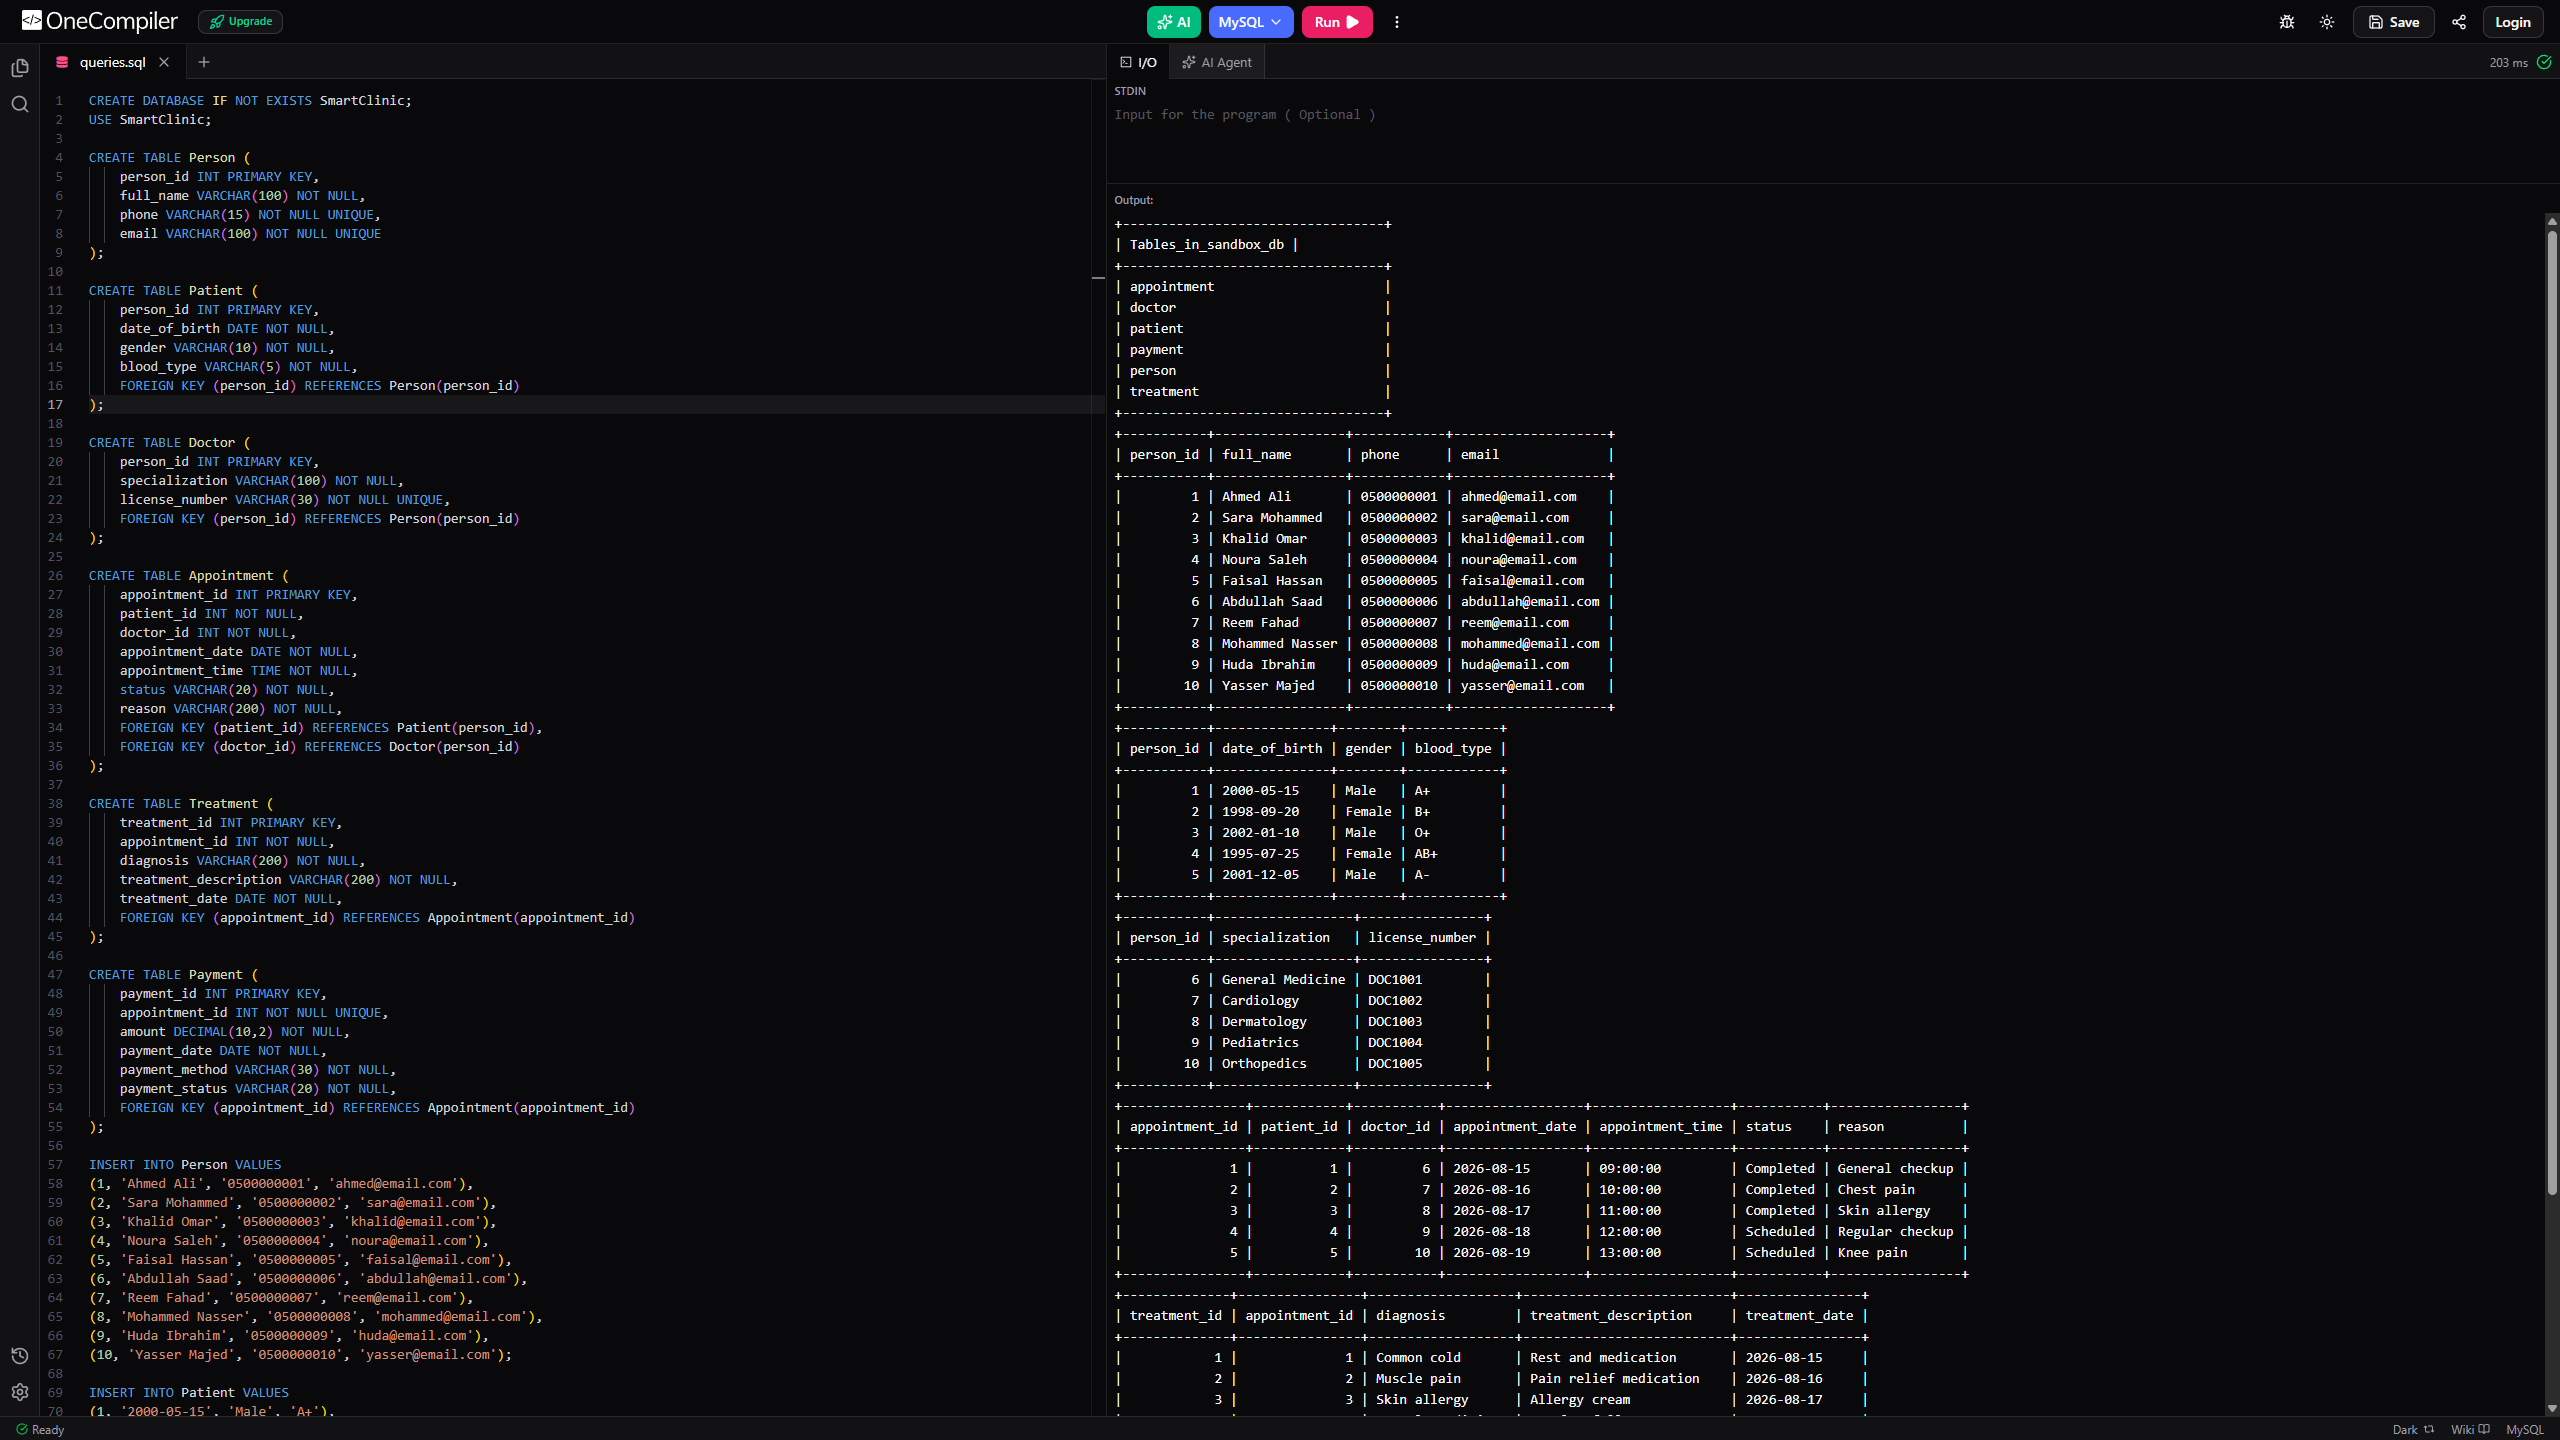 </> OneCompiler
Upgrade
AI
MySQL
Run
Save
Login
queries.sql
I/O
AI Agent
203 ms
1 CREATE DATABASE IF NOT EXISTS SmartClinic;
2 USE SmartClinic;
3
4 CREATE TABLE Person (
5 person_id INT PRIMARY KEY,
6 full_name VARCHAR(100) NOT NULL,
7 phone VARCHAR(15) NOT NULL UNIQUE,
8 email VARCHAR(100) NOT NULL UNIQUE
9 );
10
11 CREATE TABLE Patient (
12 person_id INT PRIMARY KEY,
13 date_of_birth DATE NOT NULL,
14 gender VARCHAR(10) NOT NULL,
15 blood_type VARCHAR(5) NOT NULL,
16 FOREIGN KEY (person_id) REFERENCES Person(person_id)
17 );
18
19 CREATE TABLE Doctor (
20 person_id INT PRIMARY KEY,
21 specialization VARCHAR(100) NOT NULL,
22 license_number VARCHAR(30) NOT NULL UNIQUE,
23 FOREIGN KEY (person_id) REFERENCES Person(person_id)
24 );
25
26 CREATE TABLE Appointment (
27 appointment_id INT PRIMARY KEY,
28 patient_id INT NOT NULL,
29 doctor_id INT NOT NULL,
30 appointment_date DATE NOT NULL,
31 appointment_time TIME NOT NULL,
32 status VARCHAR(20) NOT NULL,
33 reason VARCHAR(200) NOT NULL,
34 FOREIGN KEY (patient_id) REFERENCES Patient(person_id),
35 FOREIGN KEY (doctor_id) REFERENCES Doctor(person_id)
36 );
37
38 CREATE TABLE Treatment (
39 treatment_id INT PRIMARY KEY,
40 appointment_id INT NOT NULL,
41 diagnosis VARCHAR(200) NOT NULL,
42 treatment_description VARCHAR(200) NOT NULL,
43 treatment_date DATE NOT NULL,
44 FOREIGN KEY (appointment_id) REFERENCES Appointment(appointment_id)
45 );
46
47 CREATE TABLE Payment (
48 payment_id INT PRIMARY KEY,
49 appointment_id INT NOT NULL UNIQUE,
50 amount DECIMAL(10,2) NOT NULL,
51 payment_date DATE NOT NULL,
52 payment_method VARCHAR(30) NOT NULL,
53 payment_status VARCHAR(20) NOT NULL,
54 FOREIGN KEY (appointment_id) REFERENCES Appointment(appointment_id)
55 );
56
57 INSERT INTO Person VALUES
58 (1, 'Ahmed Ali', '0500000001', 'ahmed@email.com'),
59 (2, 'Sara Mohammed', '0500000002', 'sara@email.com'),
60 (3, 'Khalid Omar', '0500000003', 'khalid@email.com'),
61 (4, 'Noura Saleh', '0500000004', 'noura@email.com'),
62 (5, 'Faisal Hassan', '0500000005', 'faisal@email.com'),
63 (6, 'Abdullah Saad', '0500000006', 'abdullah@email.com'),
64 (7, 'Reem Fahad', '0500000007', 'reem@email.com'),
65 (8, 'Mohammed Nasser', '0500000008', 'mohammed@email.com'),
66 (9, 'Huda Ibrahim', '0500000009', 'huda@email.com'),
67 (10, 'Yasser Majed', '0500000010', 'yasser@email.com');
68
69 INSERT INTO Patient VALUES
70 (1, '2000-05-15', 'Male', 'A+'),
STDIN
Input for the program ( Optional )
Output:
+----------------------------------+
| Tables_in_sandbox_db |
+----------------------------------+
| appointment |
| doctor |
| patient |
| payment |
| person |
| treatment |
+----------------------------------+
+-----------+-----------------+------------+--------------------+
| person_id | full_name | phone | email |
+-----------+-----------------+------------+--------------------+
| 1 | Ahmed Ali | 0500000001 | ahmed@email.com |
| 2 | Sara Mohammed | 0500000002 | sara@email.com |
| 3 | Khalid Omar | 0500000003 | khalid@email.com |
| 4 | Noura Saleh | 0500000004 | noura@email.com |
| 5 | Faisal Hassan | 0500000005 | faisal@email.com |
| 6 | Abdullah Saad | 0500000006 | abdullah@email.com |
| 7 | Reem Fahad | 0500000007 | reem@email.com |
| 8 | Mohammed Nasser | 0500000008 | mohammed@email.com |
| 9 | Huda Ibrahim | 0500000009 | huda@email.com |
| 10 | Yasser Majed | 0500000010 | yasser@email.com |
+-----------+-----------------+------------+--------------------+
+-----------+---------------+--------+------------+
| person_id | date_of_birth | gender | blood_type |
+-----------+---------------+--------+------------+
| 1 | 2000-05-15 | Male | A+ |
| 2 | 1998-09-20 | Female | B+ |
| 3 | 2002-01-10 | Male | O+ |
| 4 | 1995-07-25 | Female | AB+ |
| 5 | 2001-12-05 | Male | A- |
+-----------+---------------+--------+------------+
+-----------+------------------+----------------+
| person_id | specialization | license_number |
+-----------+------------------+----------------+
| 6 | General Medicine | DOC1001 |
| 7 | Cardiology | DOC1002 |
| 8 | Dermatology | DOC1003 |
| 9 | Pediatrics | DOC1004 |
| 10 | Orthopedics | DOC1005 |
+-----------+------------------+----------------+
+----------------+------------+-----------+------------------+------------------+-----------+-----------------+
| appointment_id | patient_id | doctor_id | appointment_date | appointment_time | status | reason |
+----------------+------------+-----------+------------------+------------------+-----------+-----------------+
| 1 | 1 | 6 | 2026-08-15 | 09:00:00 | Completed | General checkup |
| 2 | 2 | 7 | 2026-08-16 | 10:00:00 | Completed | Chest pain |
| 3 | 3 | 8 | 2026-08-17 | 11:00:00 | Completed | Skin allergy |
| 4 | 4 | 9 | 2026-08-18 | 12:00:00 | Scheduled | Regular checkup |
| 5 | 5 | 10 | 2026-08-19 | 13:00:00 | Scheduled | Knee pain |
+----------------+------------+-----------+------------------+------------------+-----------+-----------------+
+--------------+----------------+-------------------+---------------------------+----------------+
| treatment_id | appointment_id | diagnosis | treatment_description | treatment_date |
+--------------+----------------+-------------------+---------------------------+----------------+
| 1 | 1 | Common cold | Rest and medication | 2026-08-15 |
| 2 | 2 | Muscle pain | Pain relief medication | 2026-08-16 |
| 3 | 3 | Skin allergy | Allergy cream | 2026-08-17 |
Ready
Dark
Wiki
MySQL